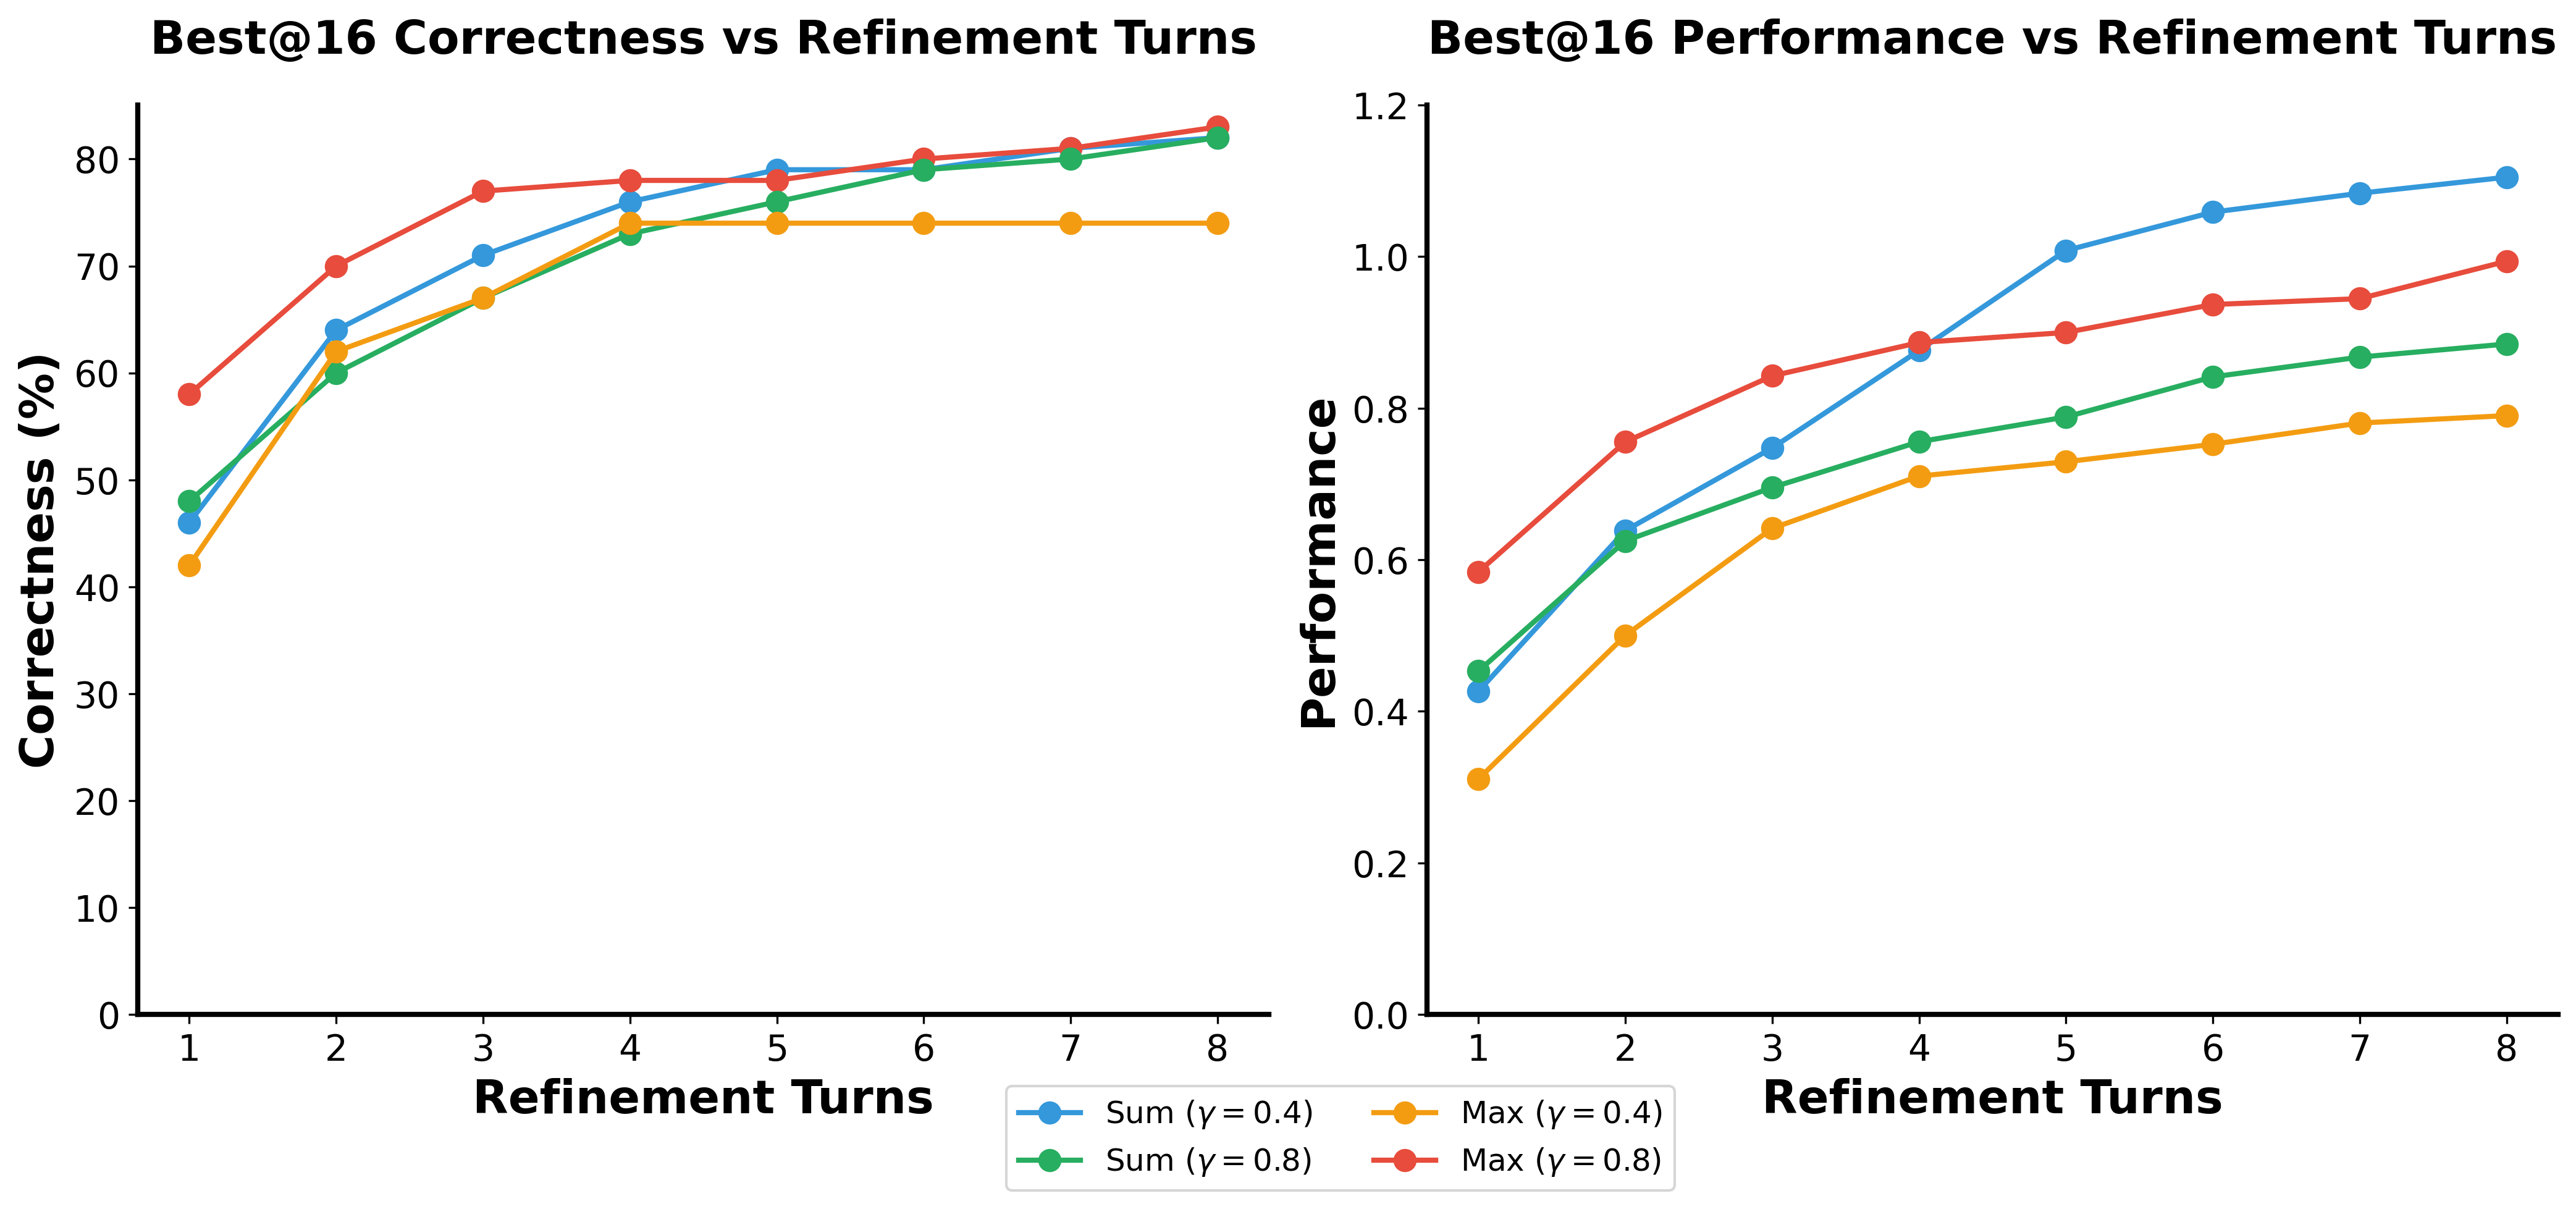 Best@16 Correctness vs Refinement Turns
Correctness (%)
80
70
60
50
40
30
20
10
0
1 2 3 4 5 6 7 8
Refinement Turns
Best@16 Performance vs Refinement Turns
Performance
1.2
1.0
0.8
0.6
0.4
0.2
0.0
1 2 3 4 5 6 7 8
Refinement Turns
Sum (γ = 0.4) Max (γ = 0.4)
Sum (γ = 0.8) Max (γ = 0.8)